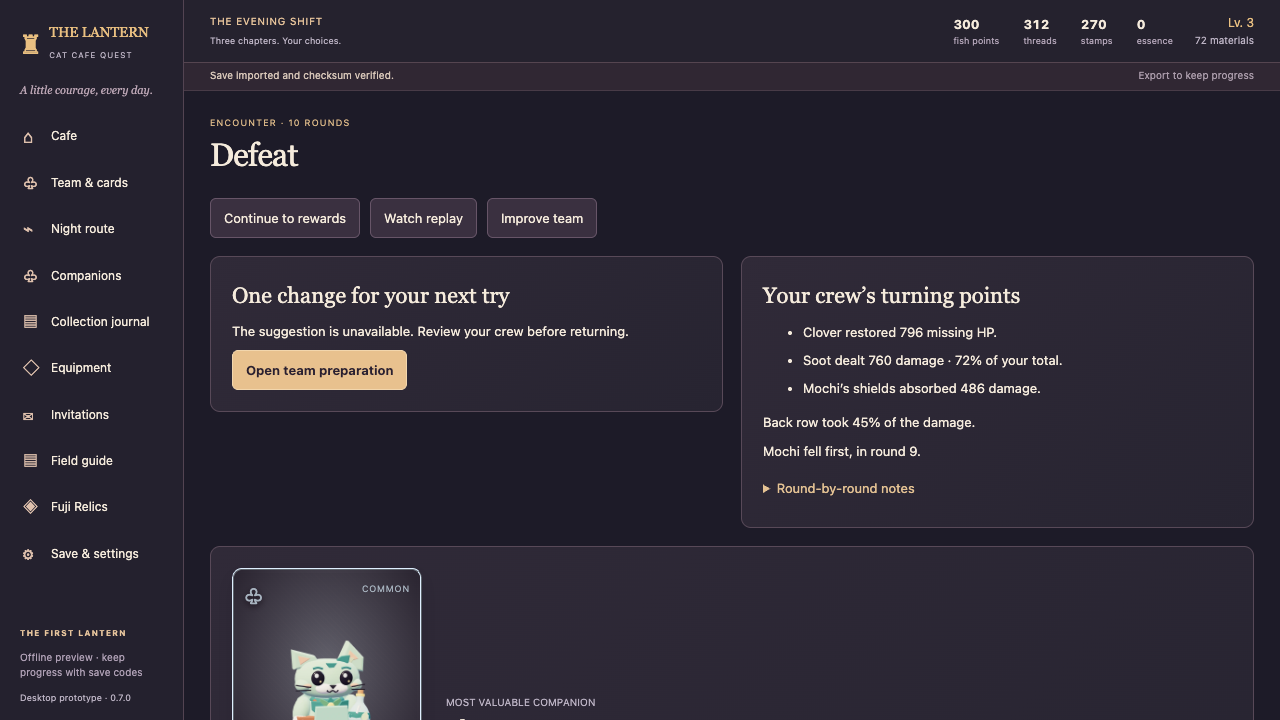 THE LANTERN
CAT CAFE QUEST
A little courage, every day.
Cafe
Team & cards
Night route
Companions
Collection journal
Equipment
Invitations
Field guide
Fuji Relics
Save & settings
THE FIRST LANTERN
Offline preview · keep
progress with save codes
Desktop prototype · 0.7.0
THE EVENING SHIFT
Three chapters. Your choices.
300
fish points
312
threads
270
stamps
0
essence
Lv. 3
72 materials
Save imported and checksum verified.
Export to keep progress
ENCOUNTER · 10 ROUNDS
Defeat
Continue to rewards
Watch replay
Improve team
One change for your next try
The suggestion is unavailable. Review your crew before returning.
Open team preparation
Your crew’s turning points
• Clover restored 796 missing HP.
• Soot dealt 760 damage · 72% of your total.
• Mochi’s shields absorbed 486 damage.
Back row took 45% of the damage.
Mochi fell first, in round 9.
Round-by-round notes
COMMON
MOST VALUABLE COMPANION